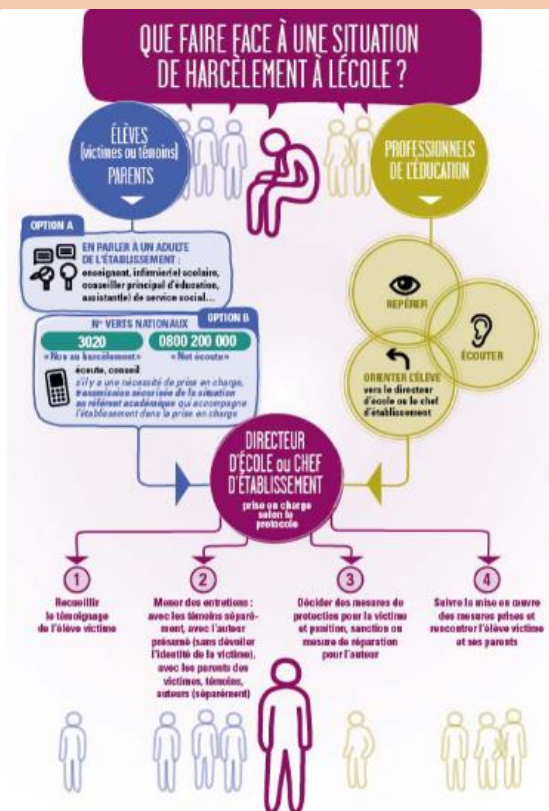 QUE FAIRE FACE À UNE SITUATION
DE HARCÈLEMENT À LÉCOLE ?
ÉLÈVES
(victimes ou témoins)
PARENTS
PROFESSIONNELS
DE L'ÉDUCATION
OPTION A
EN PARLER À UN ADULTE
DE L'ÉTABLISSEMENT :
enseignant, infirmier(e) scolaire,
conseiller principal d'éducation,
assistant(e) de service social...
OPTION B
N° VERTS NATIONAUX
3020
« Non au harcèlement »
0800 200 000
« Net écoute »
écoute, conseil
s'il y a une nécessité de prise en charge,
transmission sécurisée de la situation
au référent académique qui accompagne
l'établissement dans la prise en charge
REPÉRER
ÉCOUTER
ORIENTER L'ÉLÈVE
vers le directeur
d'école ou le chef
d'établissement
DIRECTEUR
D'ÉCOLE OU CHEF
D'ÉTABLISSEMENT
prise en charge
selon le
protocole
1
Recueillir
le témoignage
de l'élève victime
2
Mener des entretiens :
avec les témoins séparé-
ment, avec l'auteur
présumé (sans dévoiler
l'identité de la victime),
avec les parents des
victimes, témoins,
auteurs (séparément)
3
Décider des mesures de
protection pour la victime
et punition, sanction ou
mesure de réparation
pour l'auteur
4
Suivre la mise en œuvre
des mesures prises et
rencontrer l'élève victime
et ses parents